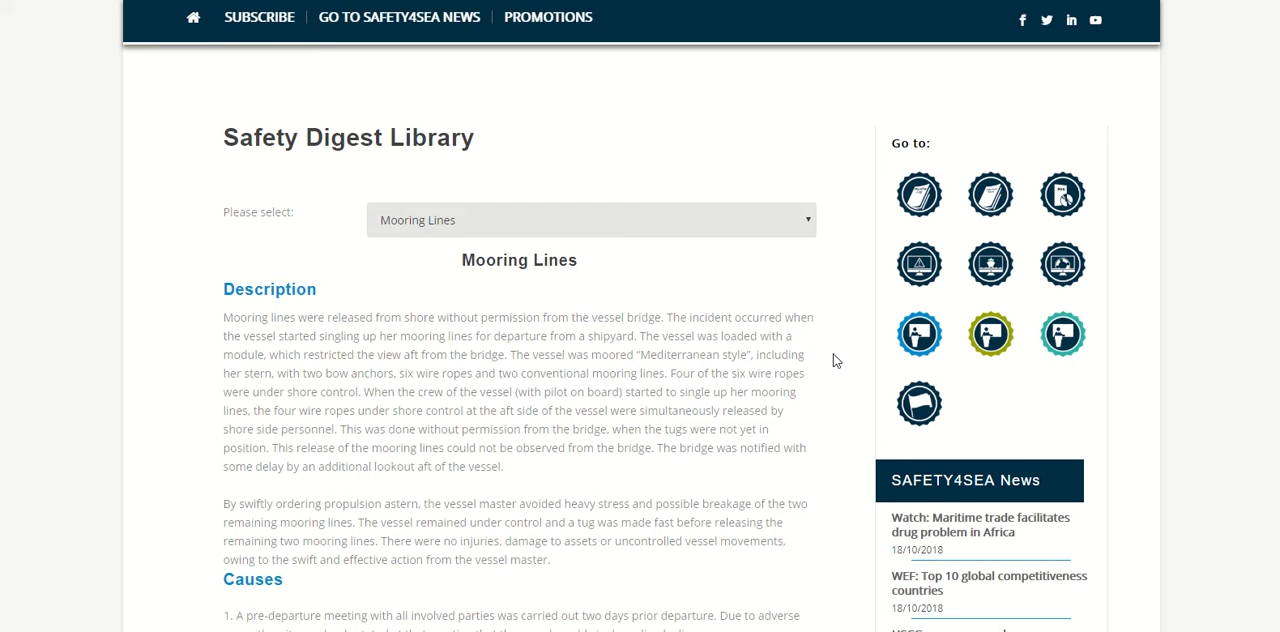 SUBSCRIBE GO TO SAFETY4SEA NEWS PROMOTIONS
Safety Digest Library
Please select:
Mooring Lines
Mooring Lines
Description
Mooring lines were released from shore without permission from the vessel bridge. The incident occurred when
the vessel started singling up her mooring lines for departure from a shipyard. The vessel was loaded with a
module, which restricted the view aft from the bridge. The vessel was moored “Mediterranean style”, including
her stern, with two bow anchors, six wire ropes and two conventional mooring lines. Four of the six wire ropes
were under shore control. When the crew of the vessel (with pilot on board) started to single up her mooring
lines, the four wire ropes under shore control at the aft side of the vessel were simultaneously released by
shore side personnel. This was done without permission from the bridge, when the tugs were not yet in
position. This release of the mooring lines could not be observed from the bridge. The bridge was notified with
some delay by an additional lookout aft of the vessel.
By swiftly ordering propulsion astern, the vessel master avoided heavy stress and possible breakage of the two
remaining mooring lines. The vessel remained under control and a tug was made fast before releasing the
remaining two mooring lines. There were no injuries, damage to assets or uncontrolled vessel movements,
owing to the swift and effective action from the vessel master.
Causes
1. A pre-departure meeting with all involved parties was carried out two days prior departure. Due to adverse
Go to:
SAFETY4SEA News
Watch: Maritime trade facilitates
drug problem in Africa
18/10/2018
WEF: Top 10 global competitiveness
countries
18/10/2018